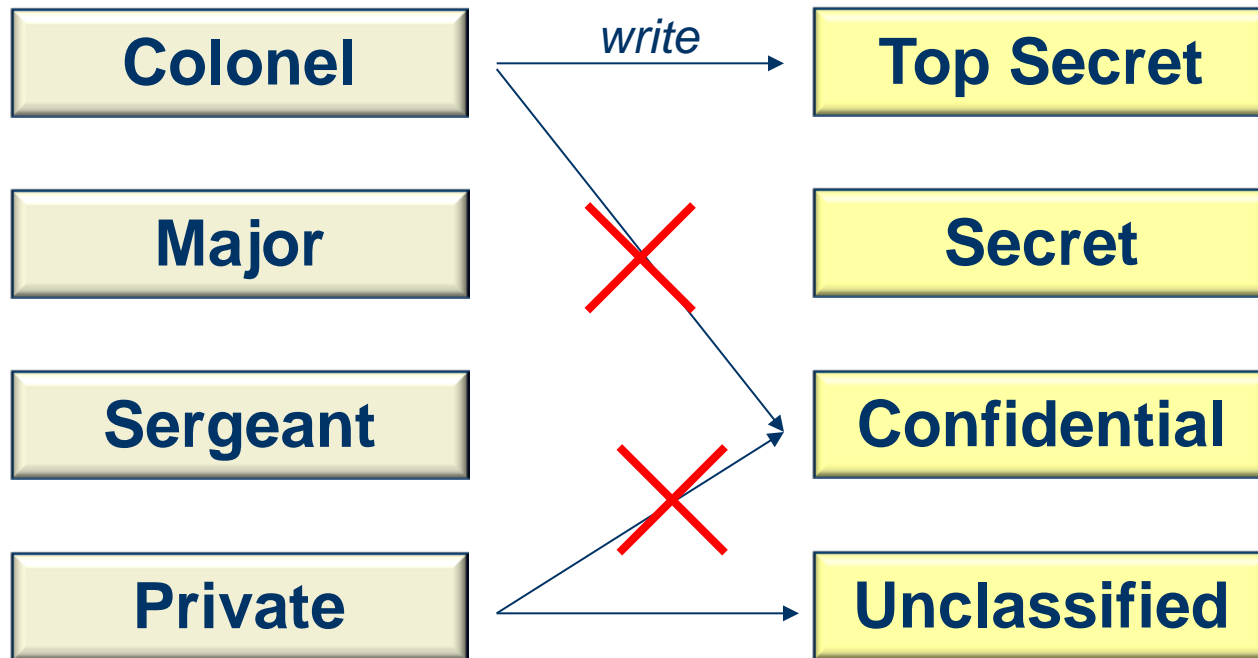 Colonel
write
Top Secret
Major
Secret
Sergeant
Confidential
Private
Unclassified